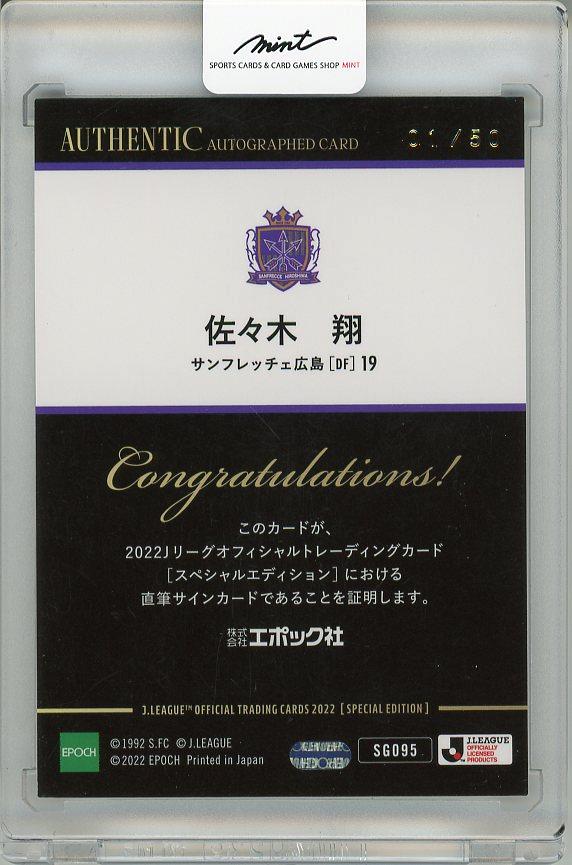 mint
SPORTS CARDS & CARD GAMES SHOP MINT
AUTHENTIC AUTOGRAPHED CARD 01/50
SANFRECCE HIROSHIMA
佐々木 翔
サンフレッチェ広島 [DF] 19
Congratulations!
このカードが、
2022Jリーグオフィシャルトレーディングカード
[スペシャルエディション] における
直筆サインカードであることを証明します。
株式会社 エポック社
J.LEAGUE™ OFFICIAL TRADING CARDS 2022 [SPECIAL EDITION]
EPOCH
©1992 S.FC ©J.LEAGUE
©2022 EPOCH Printed in Japan
SG095
J.LEAGUE
OFFICIALLY
LICENSED
PRODUCTS